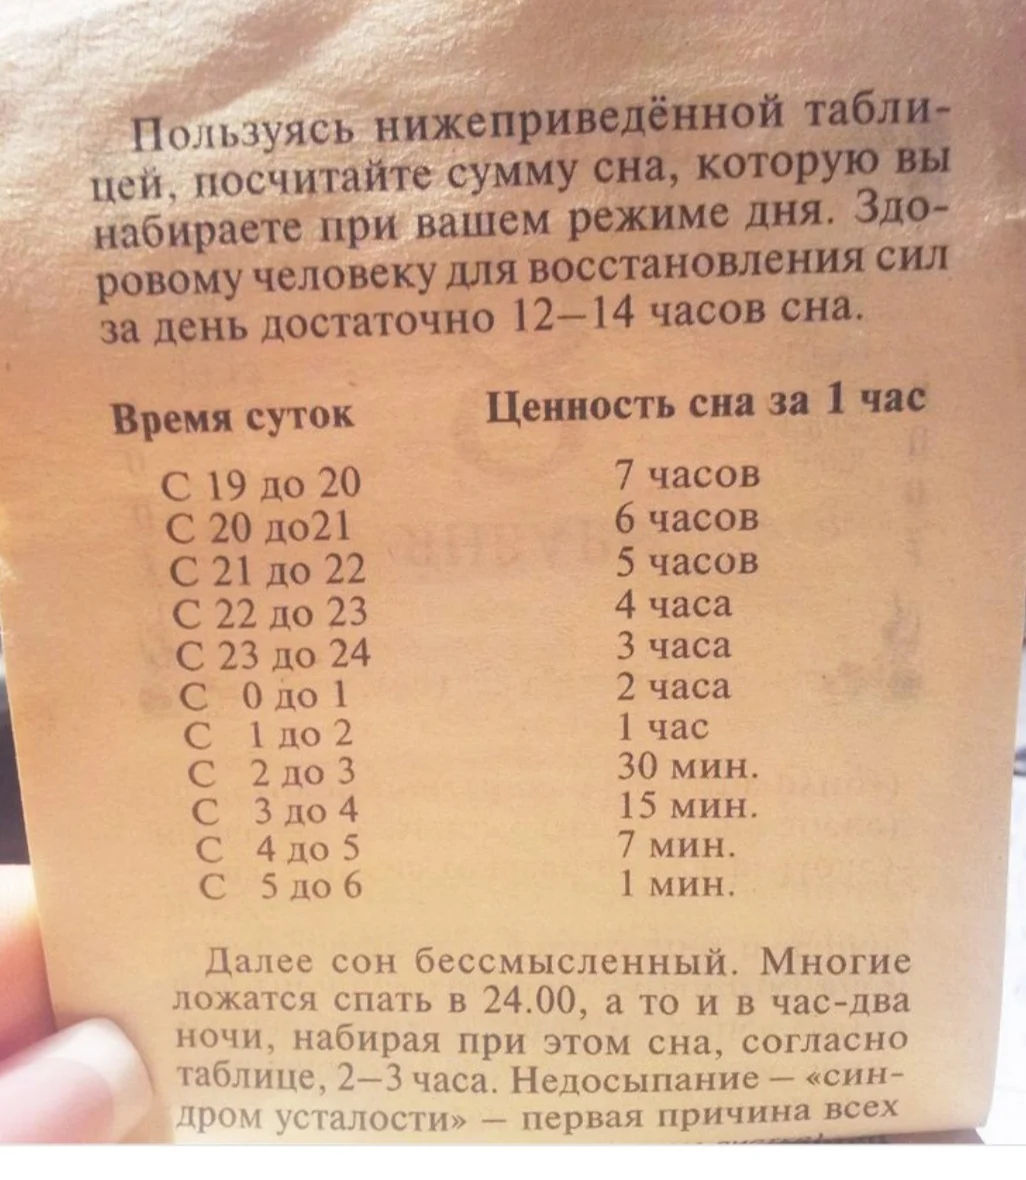 Пользуясь нижеприведённой табли-
цей, посчитайте сумму сна, которую вы
набираете при вашем режиме дня. Здо-
ровому человеку для восстановления сил
за день достаточно 12–14 часов сна.
Время суток Ценность сна за 1 час
С 19 до 20 7 часов
С 20 до21 6 часов
С 21 до 22 5 часов
С 22 до 23 4 часа
С 23 до 24 3 часа
С 0 до 1 2 часа
С 1 до 2 1 час
С 2 до 3 30 мин.
С 3 до 4 15 мин.
С 4 до 5 7 мин.
С 5 до 6 1 мин.
Далее сон бессмысленный. Многие
ложатся спать в 24.00, а то и в час-два
ночи, набирая при этом сна, согласно
таблице, 2–3 часа. Недосыпание – «син-
дром усталости» – первая причина всех